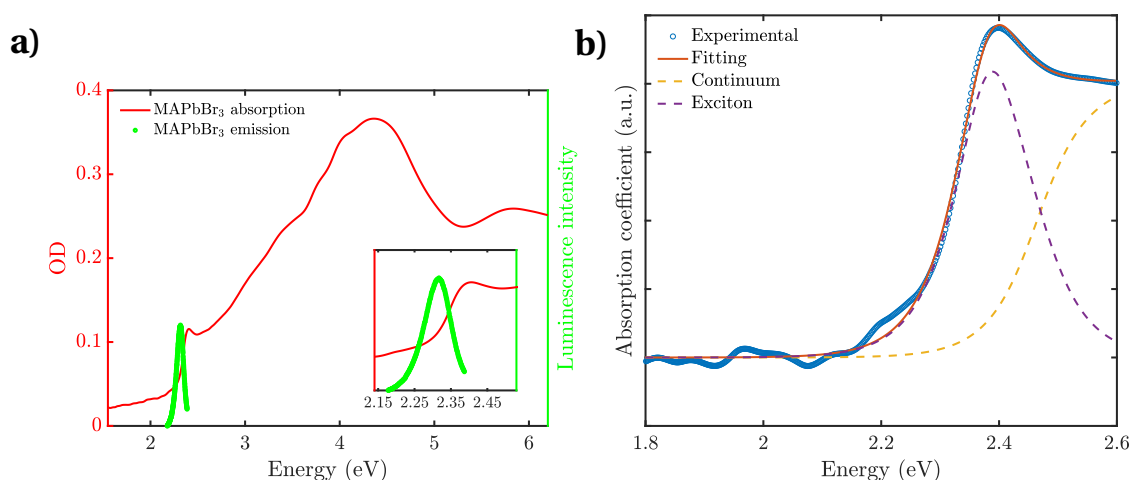 a)
MAPbBr₃ absorption
MAPbBr₃ emission
OD
0.4
0.3
0.2
0.1
0
2
3
4
5
6
Energy (eV)
Luminescence intensity
2.15
2.25
2.35
2.45
b)
Experimental
Fitting
Continuum
Exciton
Absorption coefficient (a.u.)
1.8
2
2.2
2.4
2.6
Energy (eV)